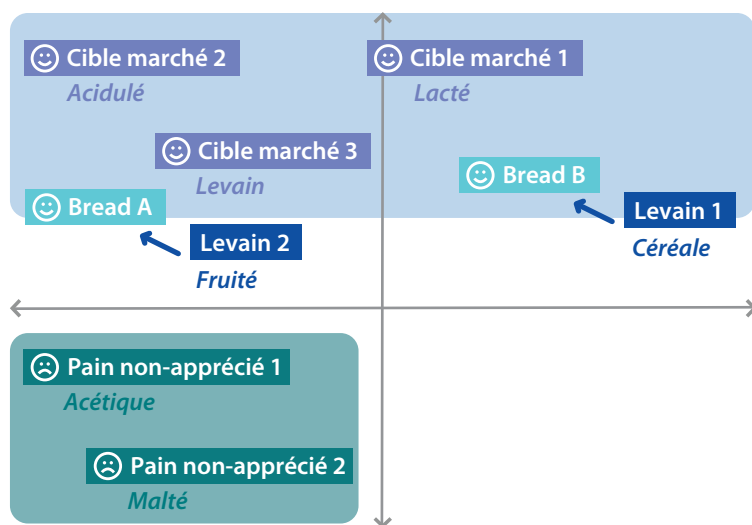 Cible marché 2
Acidulé
Cible marché 1
Lacté
Cible marché 3
Levain
Bread B
Bread A
Levain 1
Céréale
Levain 2
Fruité
Pain non-apprécié 1
Acétique
Pain non-apprécié 2
Malté